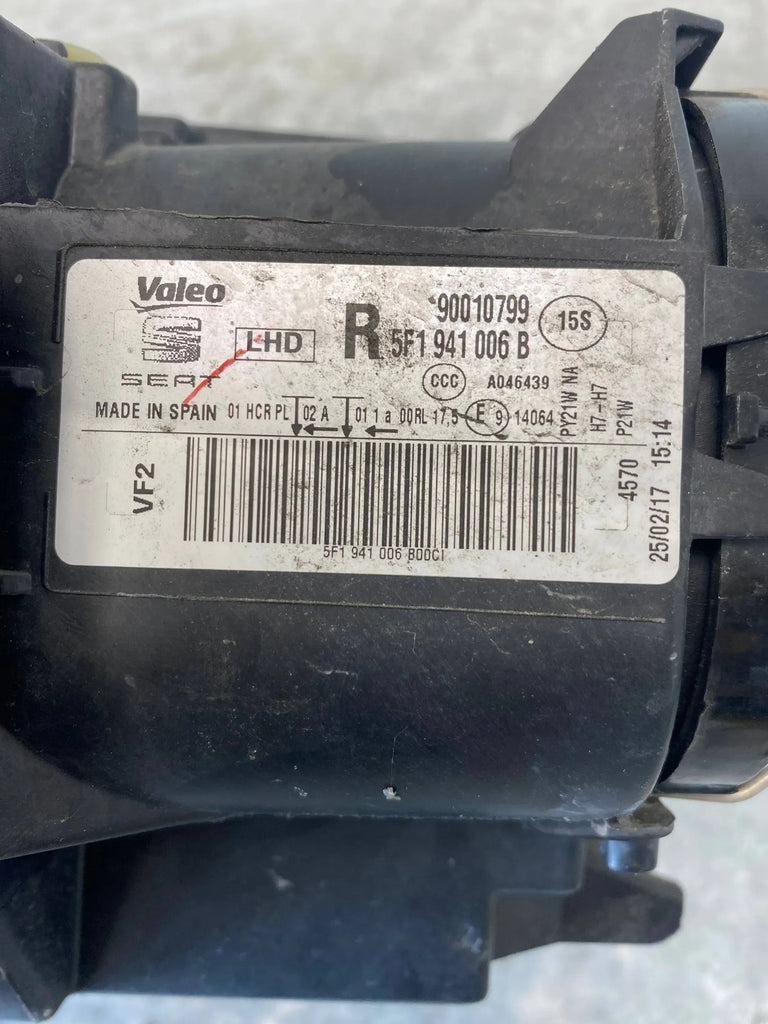 Valeo
90010799
15S
LHD
R 5F1 941 006 B
SEAT
CCC A046439
MADE IN SPAIN 01 HCR PL 02 A 01 1 a 00RL 17,5 E 9 14064
PY21W NA
H7-H7
P21W
VF2
4570
25/02/17 15:14
5F1 941 006 B00C1